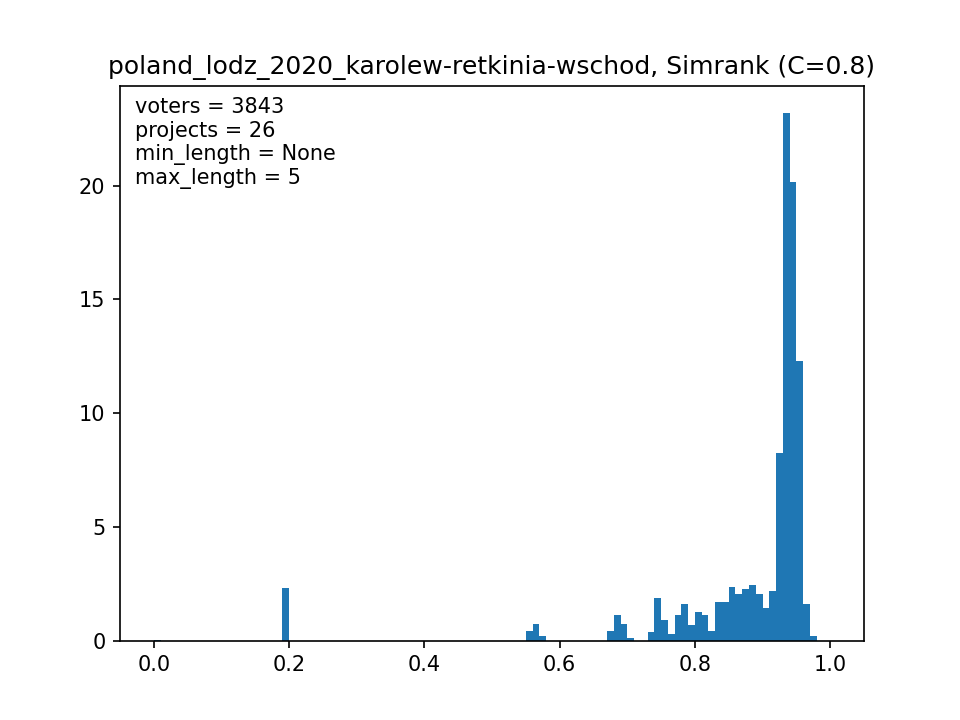 poland_lodz_2020_karolew-retkinia-wschod, Simrank (C=0.8)
voters = 3843
projects = 26
min_length = None
max_length = 5
20
15
10
5
0
0.0 0.2 0.4 0.6 0.8 1.0